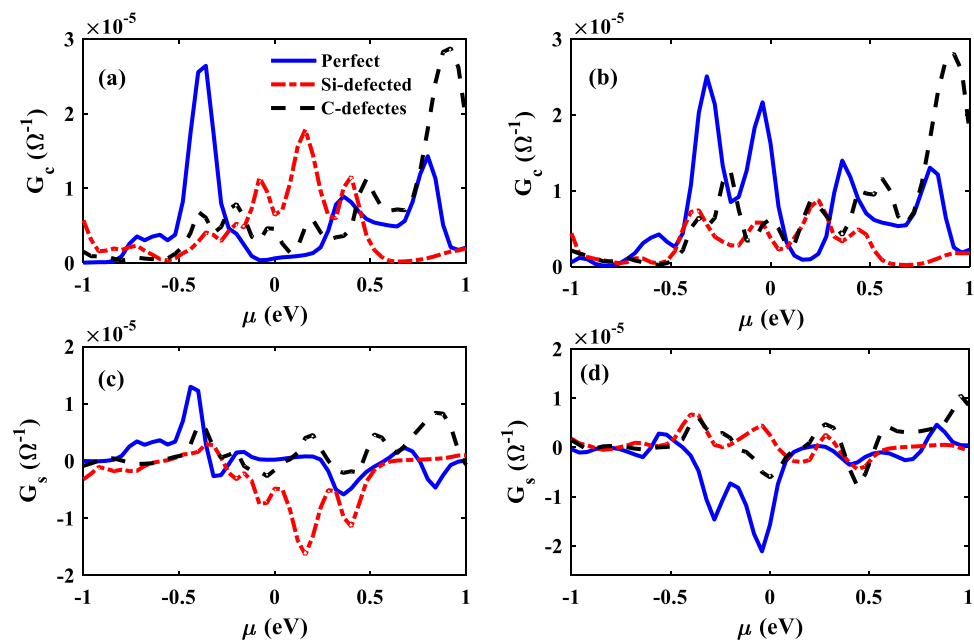 ×10⁻⁵
3
2
1
0
G_c (Ω⁻¹)
(a)
Perfect
Si-defected
C-defectes
-1
-0.5
0
0.5
1
μ (eV)
×10⁻⁵
3
2
1
0
G_c (Ω⁻¹)
(b)
-1
-0.5
0
0.5
1
μ (eV)
×10⁻⁵
2
1
0
-1
-2
G_s (Ω⁻¹)
(c)
-1
-0.5
0
0.5
1
μ (eV)
×10⁻⁵
2
1
0
-1
-2
G_s (Ω⁻¹)
(d)
-1
-0.5
0
0.5
1
μ (eV)